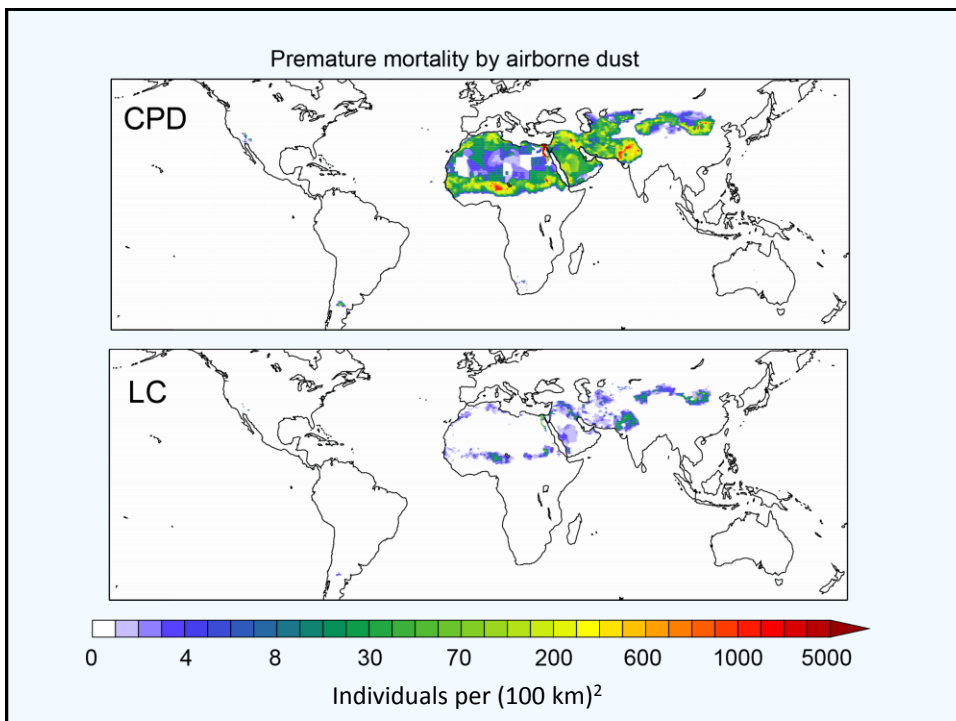 Premature mortality by airborne dust
CPD
LC
0 4 8 30 70 200 600 1000 5000
Individuals per (100 km)²